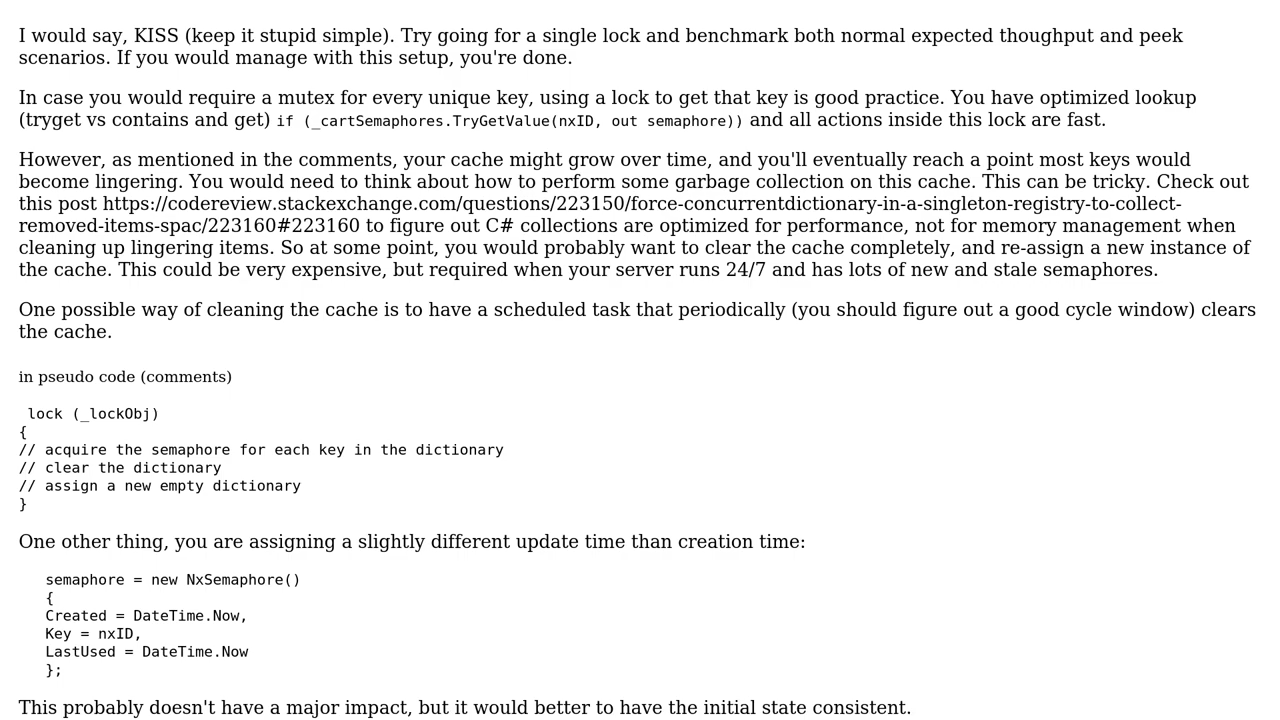 I would say, KISS (keep it stupid simple). Try going for a single lock and benchmark both normal expected thoughput and peek
scenarios. If you would manage with this setup, you're done.
In case you would require a mutex for every unique key, using a lock to get that key is good practice. You have optimized lookup
(tryget vs contains and get) if (_cartSemaphores.TryGetValue(nxID, out semaphore)) and all actions inside this lock are fast.
However, as mentioned in the comments, your cache might grow over time, and you'll eventually reach a point most keys would
become lingering. You would need to think about how to perform some garbage collection on this cache. This can be tricky. Check out
this post https://codereview.stackexchange.com/questions/223150/force-concurrentdictionary-in-a-singleton-registry-to-collect-
removed-items-spac/223160#223160 to figure out C# collections are optimized for performance, not for memory management when
cleaning up lingering items. So at some point, you would probably want to clear the cache completely, and re-assign a new instance of
the cache. This could be very expensive, but required when your server runs 24/7 and has lots of new and stale semaphores.
One possible way of cleaning the cache is to have a scheduled task that periodically (you should figure out a good cycle window) clears
the cache.
in pseudo code (comments)
lock (_lockObj)
{
// acquire the semaphore for each key in the dictionary
// clear the dictionary
// assign a new empty dictionary
}
One other thing, you are assigning a slightly different update time than creation time:
semaphore = new NxSemaphore()
{
Created = DateTime.Now,
Key = nxID,
LastUsed = DateTime.Now
};
This probably doesn't have a major impact, but it would better to have the initial state consistent.